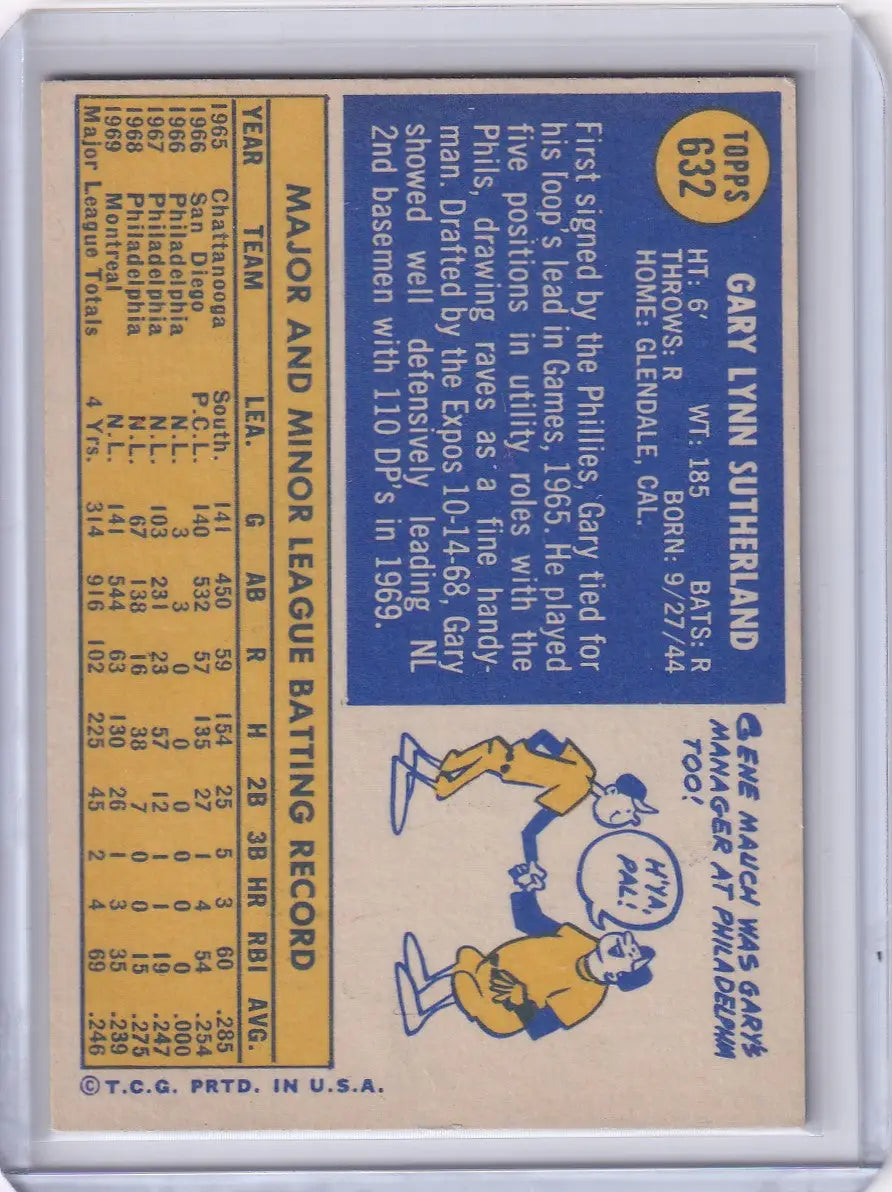 TOPPS
632
GARY LYNN SUTHERLAND
HT: 6' WT: 185 BATS: R
THROWS: R BORN: 9/27/44
HOME: GLENDALE, CAL.
First signed by the Phillies, Gary tied for
his loop's lead in Games, 1965. He played
five positions in utility roles with the
Phils, drawing raves as a fine handy-
man. Drafted by the Expos 10-14-68, Gary
showed well defensively leading NL
2nd basemen with 110 DP's in 1969.
GENE MAUCH WAS GARY'S
MANAGER AT PHILADELPHIA
TOO!
H'YA,
PAL!
MAJOR AND MINOR LEAGUE BATTING RECORD
YEAR TEAM LEA. G AB R H 2B 3B HR RBI AVG.
1965 Chattanooga South. 141 450 59 154 25 5 3 60 .285
1966 San Diego P.C.L. 140 532 57 135 27 1 4 54 .254
1966 Philadelphia N.L. 3 3 0 0 0 0 0 0 .000
1967 Philadelphia N.L. 103 231 23 57 12 1 1 19 .247
1968 Philadelphia N.L. 67 138 16 38 7 0 0 15 .275
1969 Montreal N.L. 141 544 63 130 26 1 3 35 .239
Major League Totals 4 Yrs. 314 916 102 225 45 2 4 69 .246
© T.C.G. PRTD. IN U.S.A.